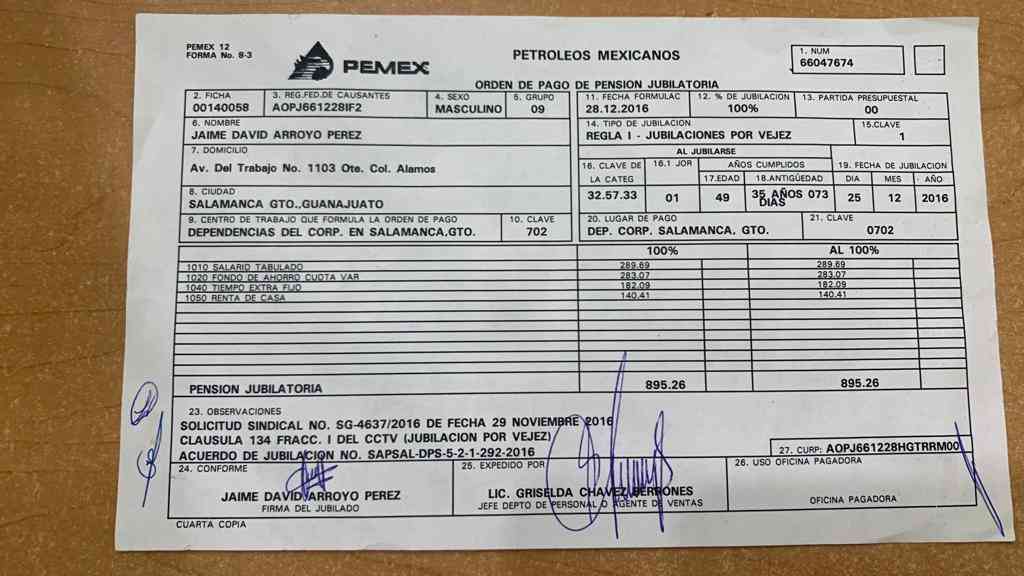 PEMEX 12
FORMA No. 8-3
PEMEX
PETROLEOS MEXICANOS
ORDEN DE PAGO DE PENSION JUBILATORIA
1. NUM
66047674
2. FICHA
00140058
3. REG.FED.DE CAUSANTES
AOPJ661228IF2
4. SEXO
MASCULINO
5. GRUPO
09
11. FECHA FORMULAC
28.12.2016
12. % DE JUBILACION
100%
13. PARTIDA PRESUPUESTAL
00
6. NOMBRE
JAIME DAVID ARROYO PEREZ
14. TIPO DE JUBILACION
REGLA I - JUBILACIONES POR VEJEZ
15.CLAVE
1
7. DOMICILIO
Av. Del Trabajo No. 1103 Ote. Col. Alamos
AL JUBILARSE
16. CLAVE DE
LA CATEG
32.57.33
16.1 JOR
01
AÑOS CUMPLIDOS
17.EDAD
49
18.ANTIGÜEDAD
35 AÑOS 073
DIAS
19. FECHA DE JUBILACION
DIA MES AÑO
25 12 2016
8. CIUDAD
SALAMANCA GTO.,GUANAJUATO
9. CENTRO DE TRABAJO QUE FORMULA LA ORDEN DE PAGO
DEPENDENCIAS DEL CORP. EN SALAMANCA,GTO.
10. CLAVE
702
20. LUGAR DE PAGO
DEP. CORP. SALAMANCA, GTO.
21. CLAVE
0702
100% AL 100%
1010 SALARIO TABULADO 289.69 289.69
1020 FONDO DE AHORRO CUOTA VAR 283.07 283.07
1040 TIEMPO EXTRA FIJO 182.09 182.09
1050 RENTA DE CASA 140.41 140.41
PENSION JUBILATORIA 895.26 895.26
23. OBSERVACIONES
SOLICITUD SINDICAL NO. SG-4637/2016 DE FECHA 29 NOVIEMBRE 2016
CLAUSULA 134 FRACC. I DEL CCTV (JUBILACION POR VEJEZ)
ACUERDO DE JUBILACION NO. SAPSAL-DPS-5-2-1-292-2016
27. CURP: AOPJ661228HGTRRM00
24. CONFORME
JAIME DAVID ARROYO PEREZ
FIRMA DEL JUBILADO
25. EXPEDIDO POR
LIC. GRISELDA CHAVEZ BERRONES
JEFE DEPTO DE PERSONAL O AGENTE DE VENTAS
26. USO OFICINA PAGADORA
OFICINA PAGADORA
CUARTA COPIA